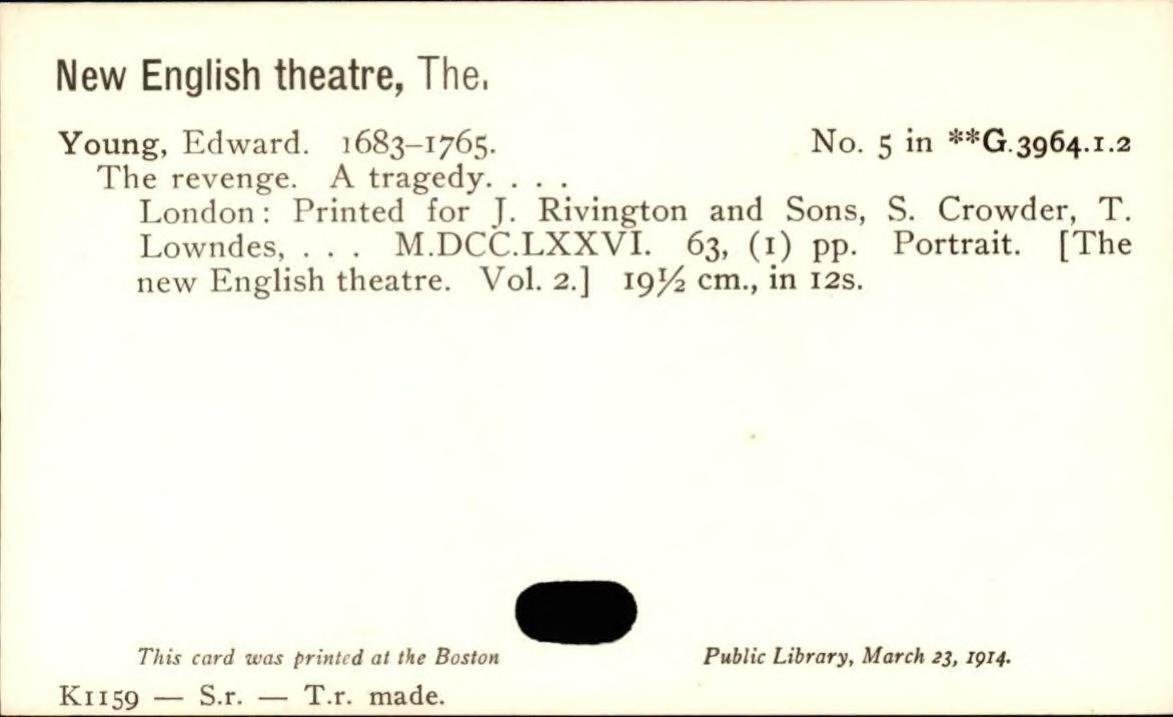 New English theatre, The.
Young, Edward. 1683–1765. No. 5 in **G.3964.1.2
The revenge. A tragedy. . . .
London: Printed for J. Rivington and Sons, S. Crowder, T.
Lowndes, . . . M.DCC.LXXVI. 63, (1) pp. Portrait. [The
new English theatre. Vol. 2.] 19½ cm., in 12s.
This card was printed at the Boston Public Library, March 23, 1914.
K1159 — S.r. — T.r. made.